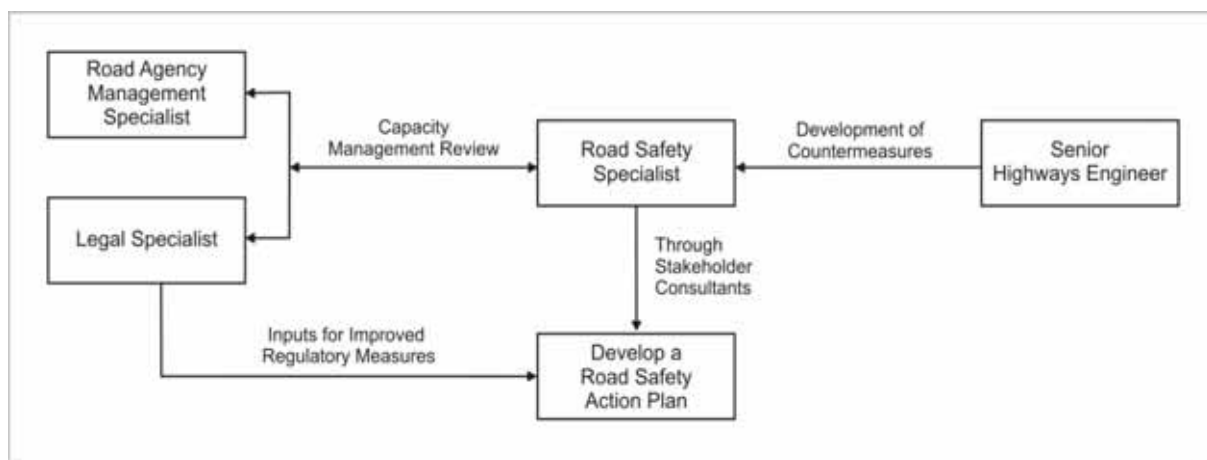 Road Agency
Management
Specialist
Capacity
Management Review
Road Safety
Specialist
Development of
Countermeasures
Senior
Highways Engineer
Legal Specialist
Through
Stakeholder
Consultants
Inputs for Improved
Regulatory Measures
Develop a
Road Safety
Action Plan